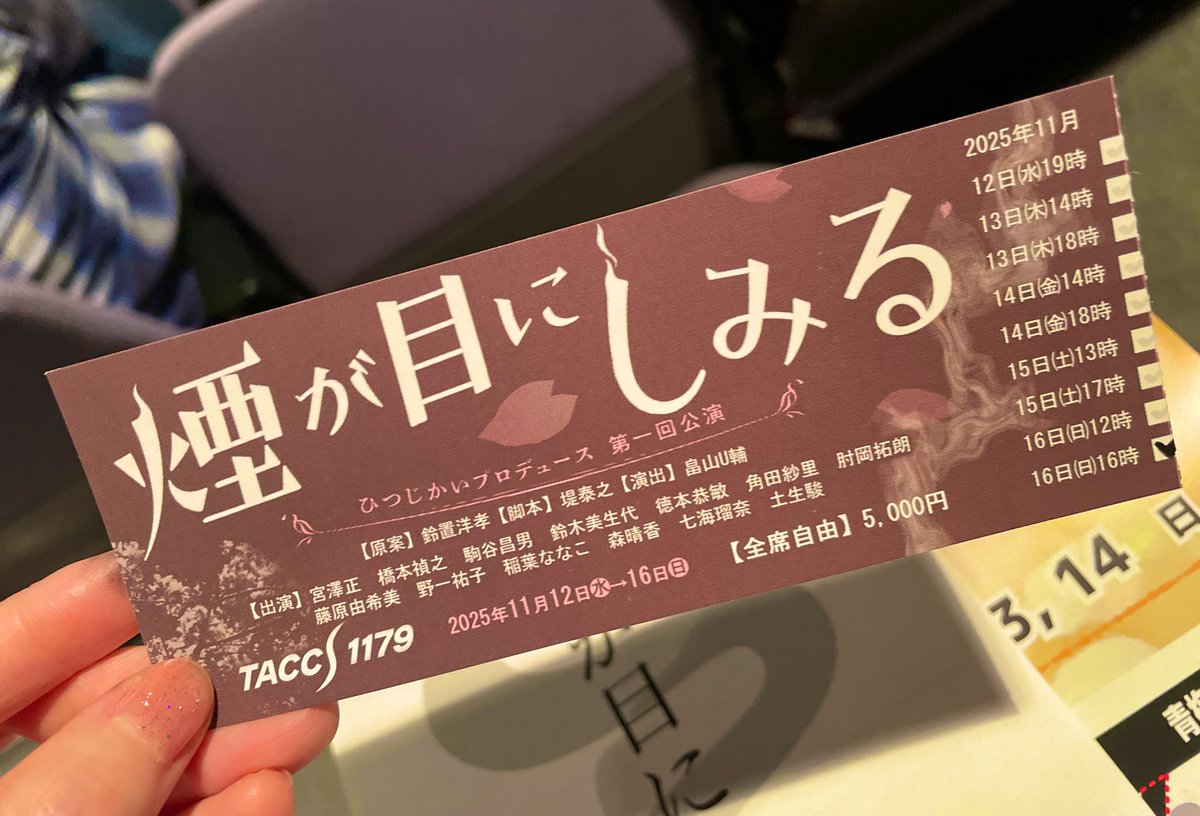 煙が目にしみる
ひつじかいプロデュース 第一回公演
【原案】鈴置洋孝【脚本】堤泰之【演出】畠山U輔
【出演】宮澤正 橋本禎之 駒谷昌男 鈴木美生代 徳本恭敏 角田紗里 肘岡拓朗
藤原由希美 野一祐子 稲葉ななこ 森晴香 七海瑠奈 土生駿
2025年11月12日水→16日日
【全席自由】5,000円
TACCS 1179
2025年11月
12日(水)19時
13日(木)14時
13日(木)18時
14日(金)14時
14日(金)18時
15日(土)13時
15日(土)17時
16日(日)12時
16日(日)16時
が目に
3,14日
青梅